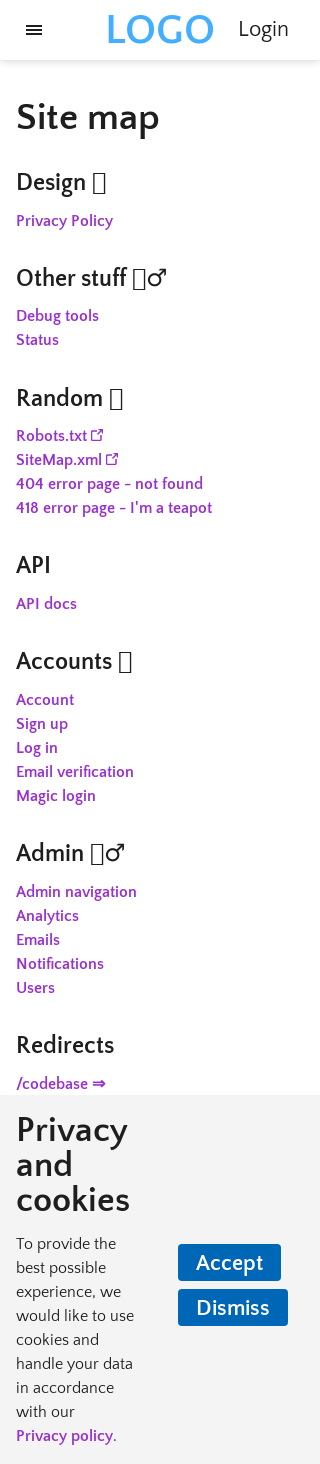 LOGO Login
Site map
Design
Privacy Policy
Other stuff ♂
Debug tools
Status
Random
Robots.txt
SiteMap.xml
404 error page - not found
418 error page - I'm a teapot
API
API docs
Accounts
Account
Sign up
Log in
Email verification
Magic login
Admin ♂
Admin navigation
Analytics
Emails
Notifications
Users
Redirects
/codebase ⇒
Privacy
and
cookies
To provide the
best possible
experience, we
would like to use
cookies and
handle your data
in accordance
with our
Privacy policy.
Accept
Dismiss